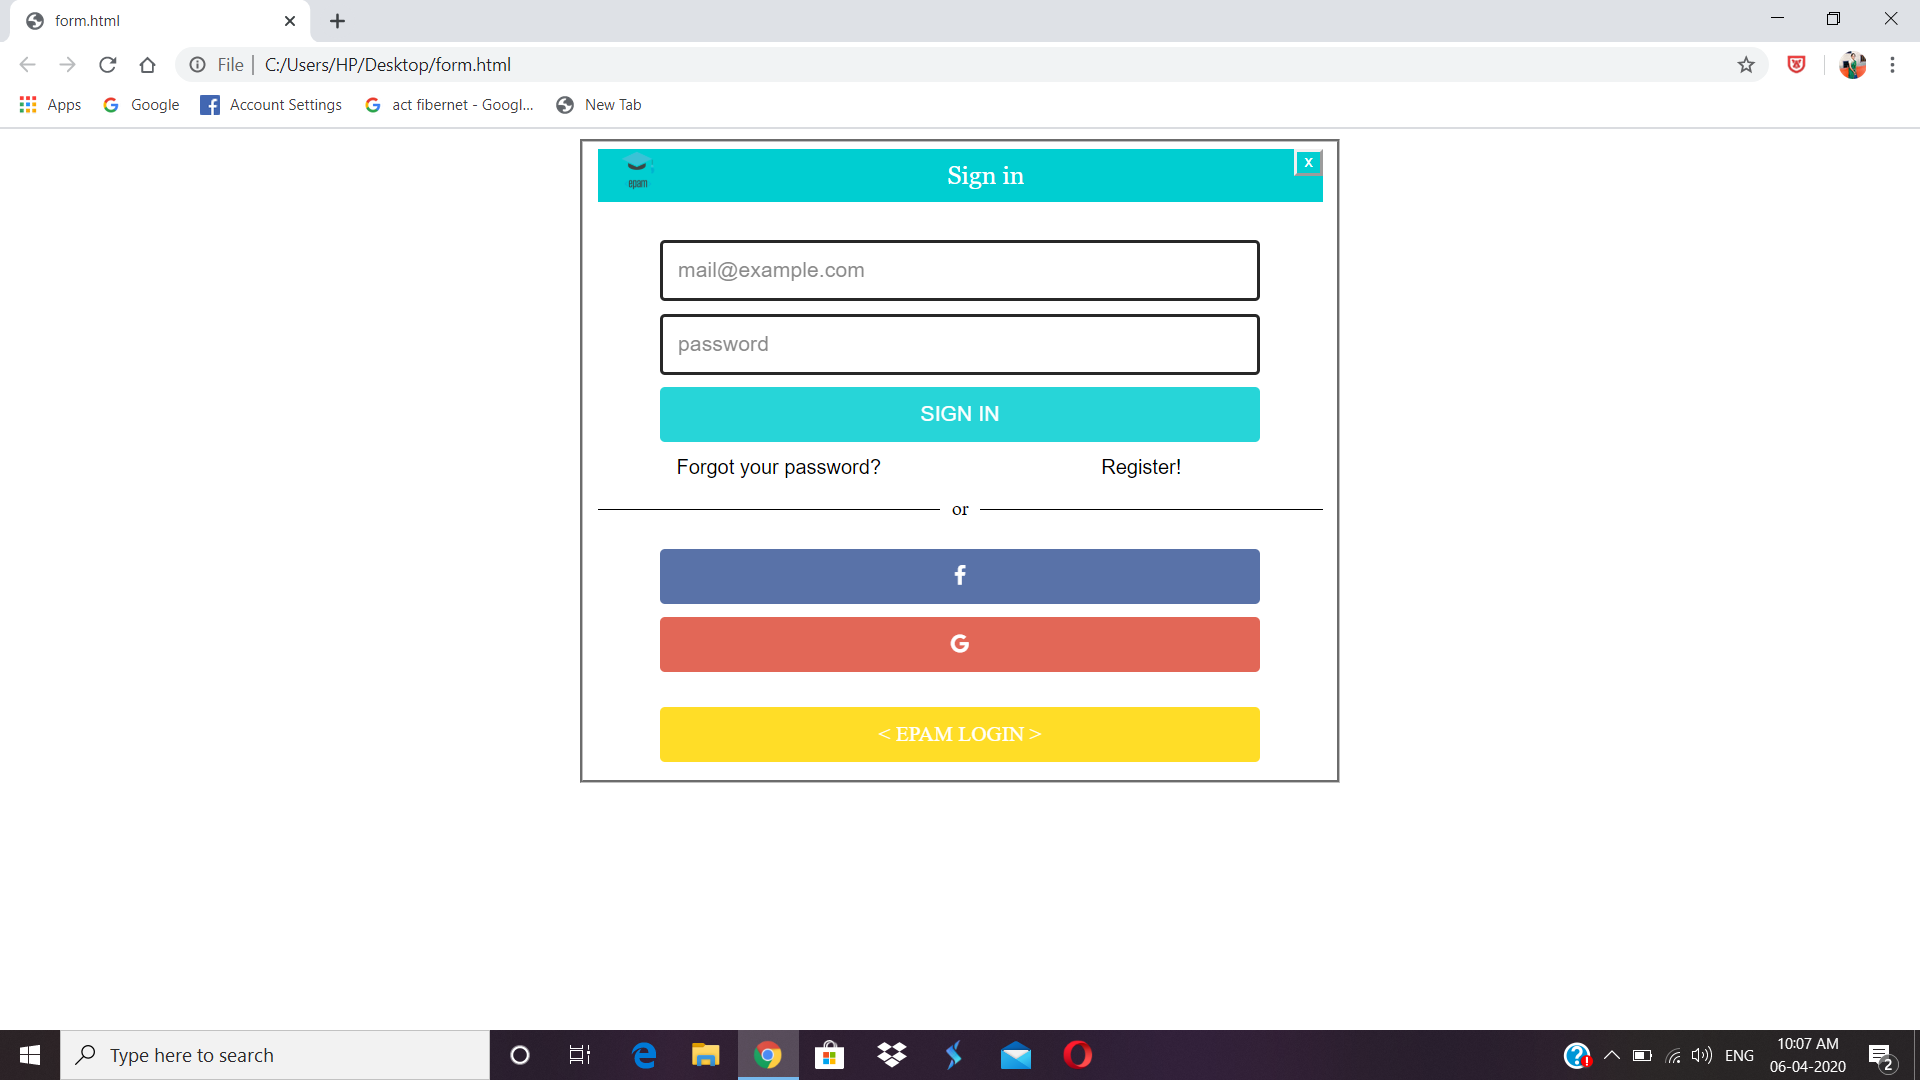 form.html
File | C:/Users/HP/Desktop/form.html
Apps Google Account Settings act fibernet - Googl... New Tab
epam Sign in x
mail@example.com
password
SIGN IN
Forgot your password? Register!
or
f
G
< EPAM LOGIN >
Type here to search
ENG
10:07 AM
06-04-2020
2